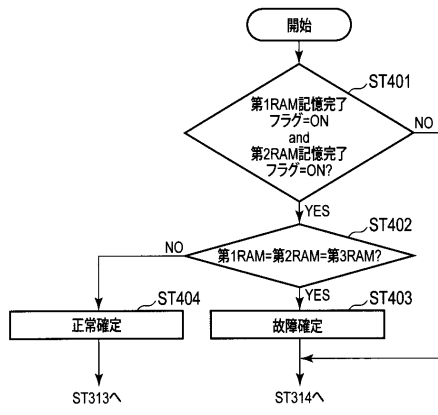 開始
ST401
第1RAM記憶完了
フラグ=ON
and
第2RAM記憶完了
フラグ=ON?
NO
YES
ST402
第1RAM=第2RAM=第3RAM?
NO
YES
ST404
正常確定
ST403
故障確定
ST313へ
ST314へ